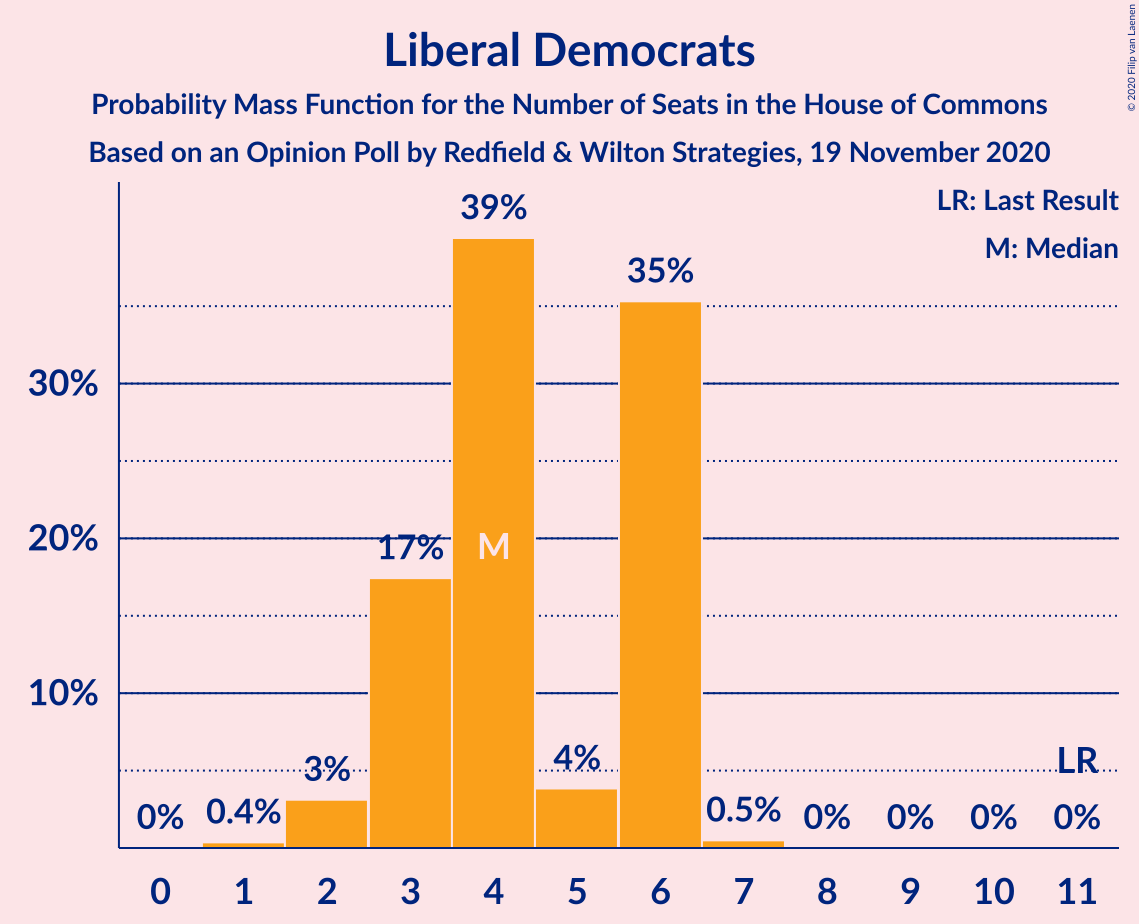 Liberal Democrats
Probability Mass Function for the Number of Seats in the House of Commons
Based on an Opinion Poll by Redfield & Wilton Strategies, 19 November 2020
© 2020 Filip van Laenen
LR: Last Result
M: Median
39%
35%
30%
20%
17%
M
10%
LR
4%
3%
0%
0.4%
0.5%
0%
0%
0%
0%
0 1 2 3 4 5 6 7 8 9 10 11